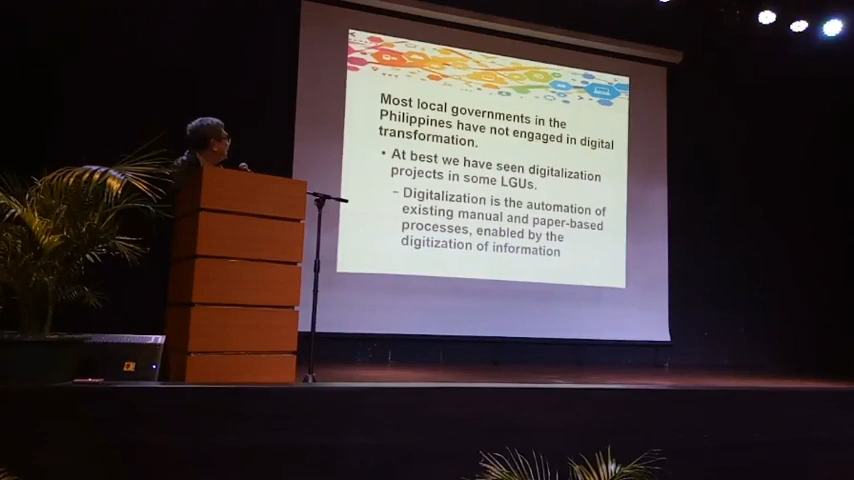 Most local governments in the
Philippines have not engaged in digital
transformation.
• At best we have seen digitalization
projects in some LGUs.
– Digitalization is the automation of
existing manual and paper-based
processes, enabled by the
digitization of information